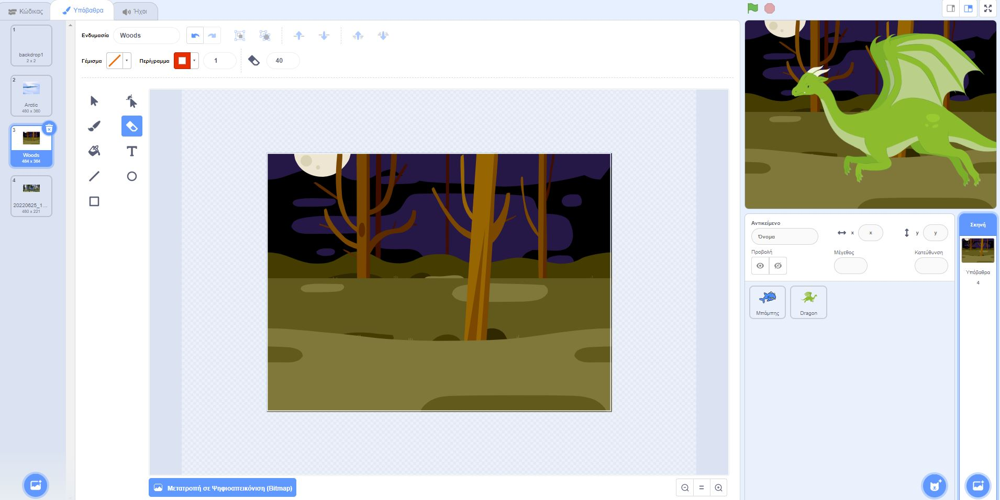 Κώδικας
Υπόβαθρα
Ήχοι
1
backdrop1
2 x 2
2
Arctic
480 x 360
3
Woods
484 x 364
4
20220625_1...
480 x 221
Ενδυμασία
Woods
Γέμισμα
Περίγραμμα
1
40
Μετατροπή σε Ψηφιοαπεικόνιση (Bitmap)
Αντικείμενο
Όνομα
x
x
y
y
Προβολή
Μέγεθος
Κατεύθυνση
Μπάμπης
Dragon
Σκηνή
Υπόβαθρα
4